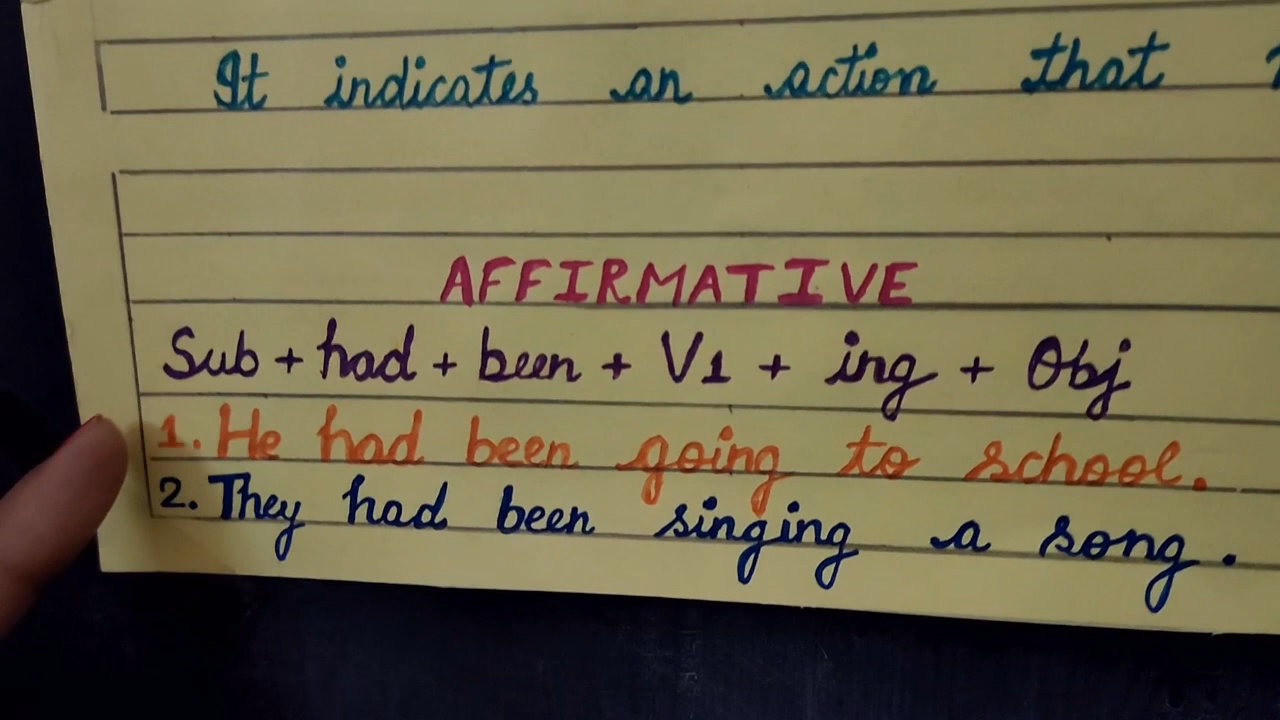 It indicates an action that
AFFIRMATIVE
Sub + had + been + V1 + ing + Obj
1. He had been going to school.
2. They had been singing a song.